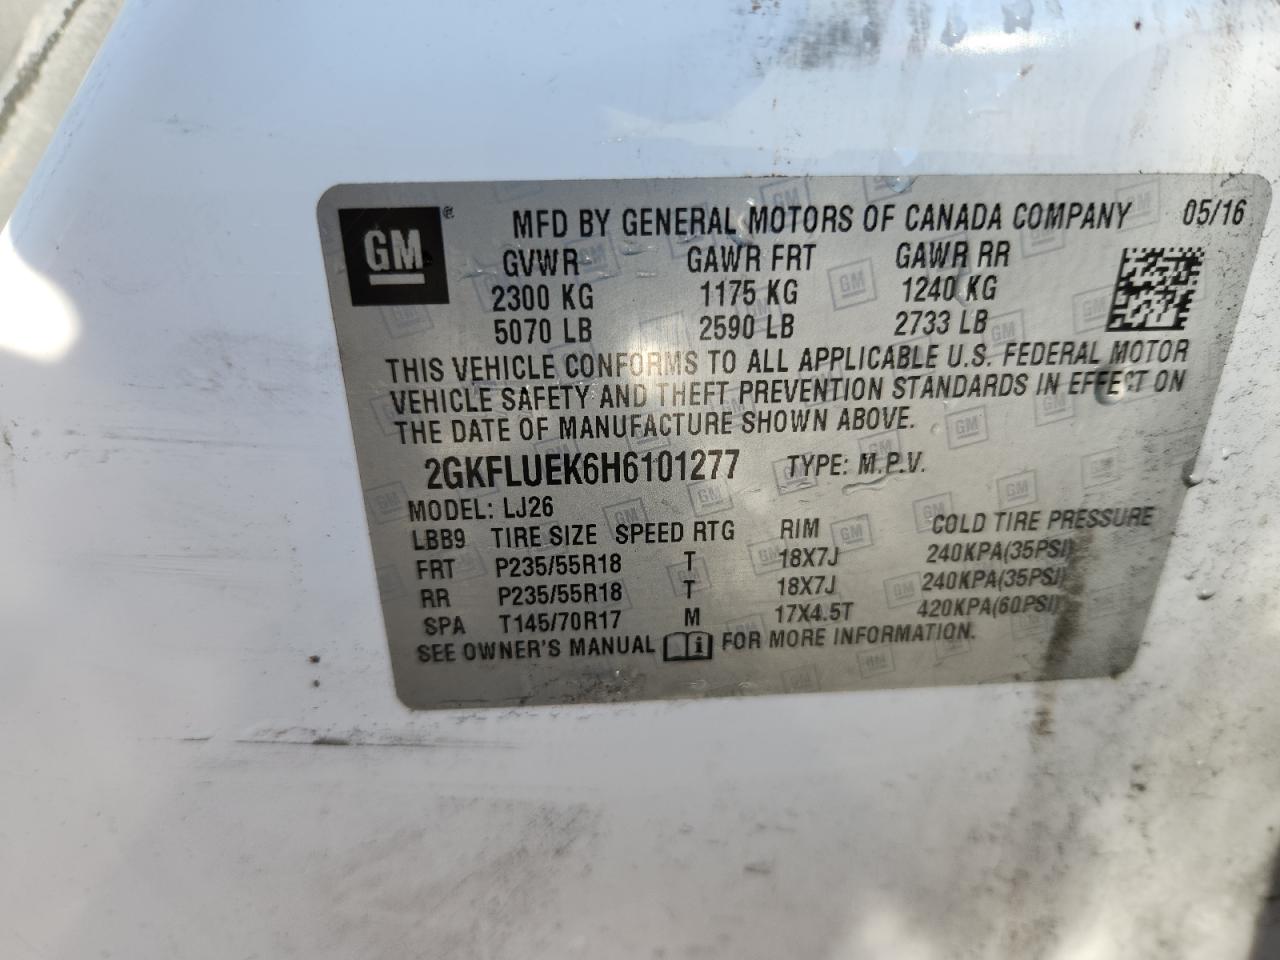 GM® MFD BY GENERAL MOTORS OF CANADA COMPANY 05/16
GVWR GAWR FRT GAWR RR
2300 KG 1175 KG 1240 KG
5070 LB 2590 LB 2733 LB
THIS VEHICLE CONFORMS TO ALL APPLICABLE U.S. FEDERAL MOTOR
VEHICLE SAFETY AND THEFT PREVENTION STANDARDS IN EFFECT ON
THE DATE OF MANUFACTURE SHOWN ABOVE.
2GKFLUEK6H6101277 TYPE: M.P.V.
MODEL: LJ26
LBB9 TIRE SIZE SPEED RTG RIM COLD TIRE PRESSURE
FRT P235/55R18 T 18X7J 240KPA(35PSI)
RR P235/55R18 T 18X7J 240KPA(35PSI)
SPA T145/70R17 M 17X4.5T 420KPA(60PSI)
SEE OWNER'S MANUAL FOR MORE INFORMATION.